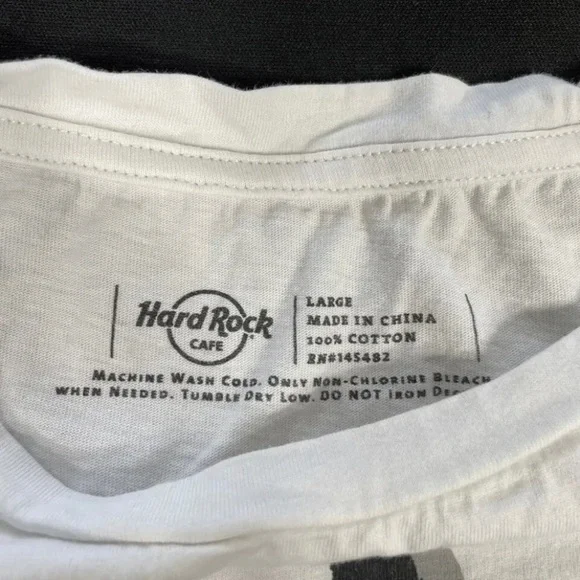 Hard Rock
CAFE
LARGE
MADE IN CHINA
100% COTTON
RN#145482
MACHINE WASH COLD. ONLY NON-CHLORINE BLEACH
WHEN NEEDED. TUMBLE DRY LOW. DO NOT IRON